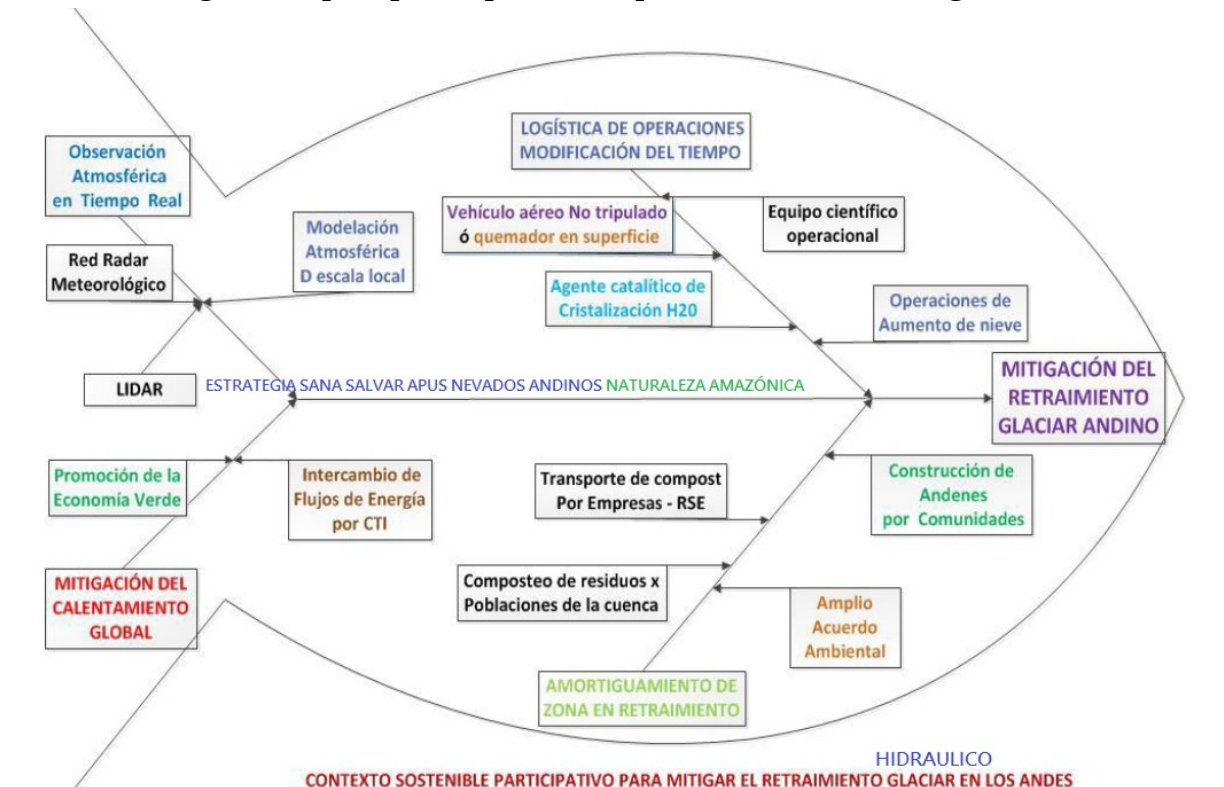 LOGÍSTICA DE OPERACIONES
MODIFICACIÓN DEL TIEMPO
Observación
Atmosférica
en Tiempo Real
Vehículo aéreo No tripulado
ó quemador en superficie
Equipo científico
operacional
Modelación
Atmosférica
D escala local
Red Radar
Meteorológico
Agente catalítico de
Cristalización H20
Operaciones de
Aumento de nieve
LIDAR
ESTRATEGIA SANA SALVAR APUS NEVADOS ANDINOS NATURALEZA AMAZÓNICA
MITIGACIÓN DEL
RETRAIMIENTO
GLACIAR ANDINO
Promoción de la
Economía Verde
Intercambio de
Flujos de Energía
por CTI
Transporte de compost
Por Empresas - RSE
Construcción de
Andenes
por Comunidades
MITIGACIÓN DEL
CALENTAMIENTO
GLOBAL
Composteo de residuos x
Poblaciones de la cuenca
Amplio
Acuerdo
Ambiental
AMORTIGUAMIENTO DE
ZONA EN RETRAIMIENTO
HIDRAULICO
CONTEXTO SOSTENIBLE PARTICIPATIVO PARA MITIGAR EL RETRAIMIENTO GLACIAR EN LOS ANDES